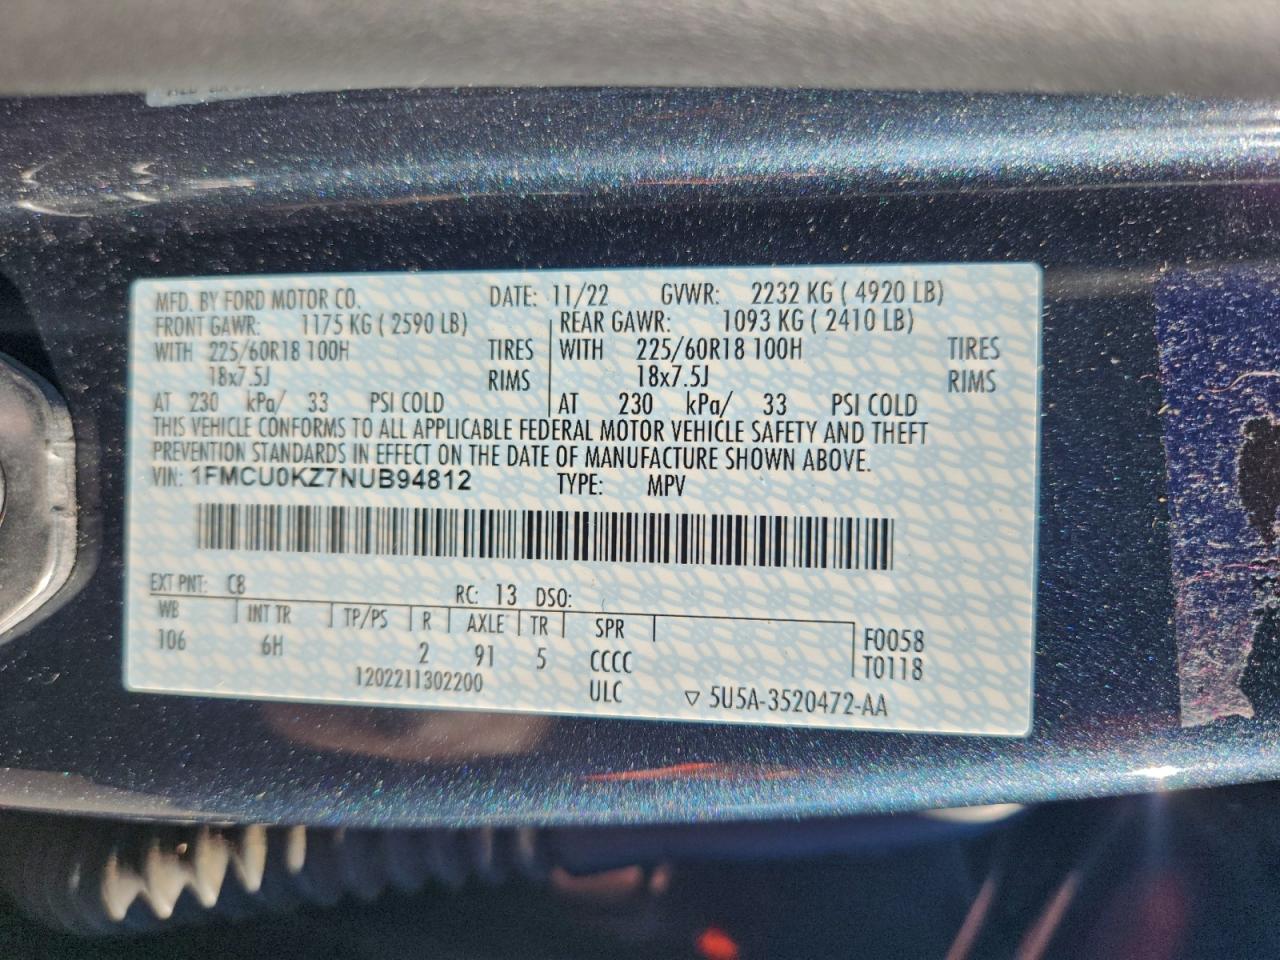 MFD. BY FORD MOTOR CO. DATE: 11/22 GVWR: 2232 KG ( 4920 LB)
FRONT GAWR: 1175 KG ( 2590 LB) REAR GAWR: 1093 KG ( 2410 LB)
WITH 225/60R18 100H TIRES WITH 225/60R18 100H TIRES
18x7.5J RIMS 18x7.5J RIMS
AT 230 kPa/ 33 PSI COLD AT 230 kPa/ 33 PSI COLD
THIS VEHICLE CONFORMS TO ALL APPLICABLE FEDERAL MOTOR VEHICLE SAFETY AND THEFT
PREVENTION STANDARDS IN EFFECT ON THE DATE OF MANUFACTURE SHOWN ABOVE.
VIN: 1FMCU0KZ7NUB94812 TYPE: MPV
EXT PNT: C8 RC: 13 DSO:
WB INT TR TP/PS R AXLE TR SPR F0058
106 6H 2 91 5 CCCC T0118
1202211302200 ULC ▽ 5U5A-3520472-AA